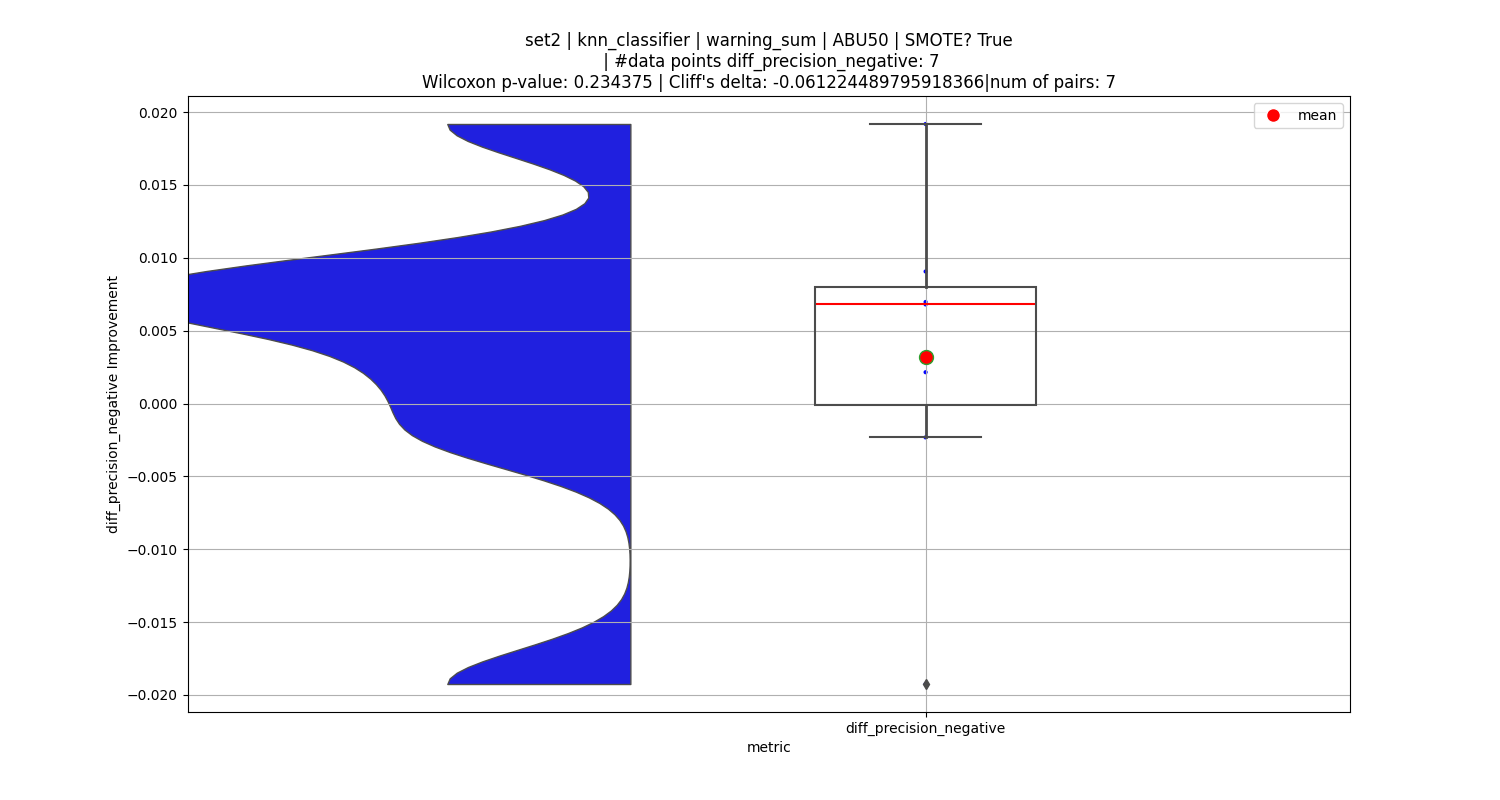 set2 | knn_classifier | warning_sum | ABU50 | SMOTE? True
| #data points diff_precision_negative: 7
Wilcoxon p-value: 0.234375 | Cliff's delta: -0.061224489795918366|num of pairs: 7
mean
0.020
0.015
0.010
0.005
0.000
−0.005
−0.010
−0.015
−0.020
diff_precision_negative Improvement
diff_precision_negative
metric